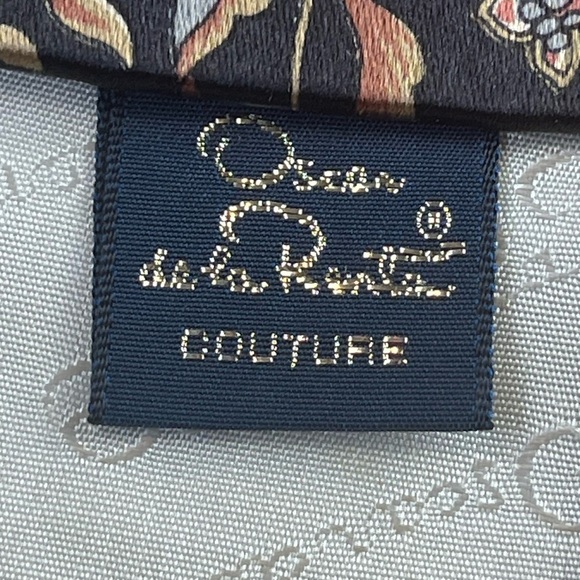 Oscar
de la Renta®
COUTURE